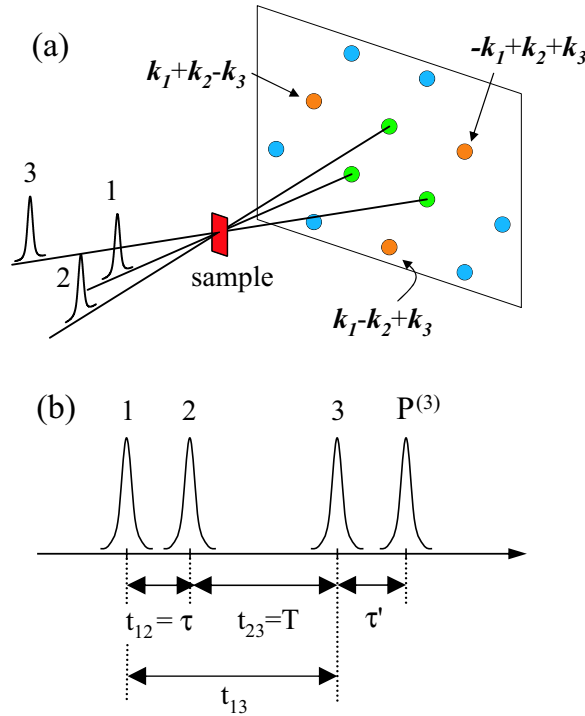 (a)
k₁+k₂-k₃
-k₁+k₂+k₃
3
1
2
sample
k₁-k₂+k₃
(b)
1 2 3 P⁽³⁾
t₁₂ = τ t₂₃=T τ'
t₁₃